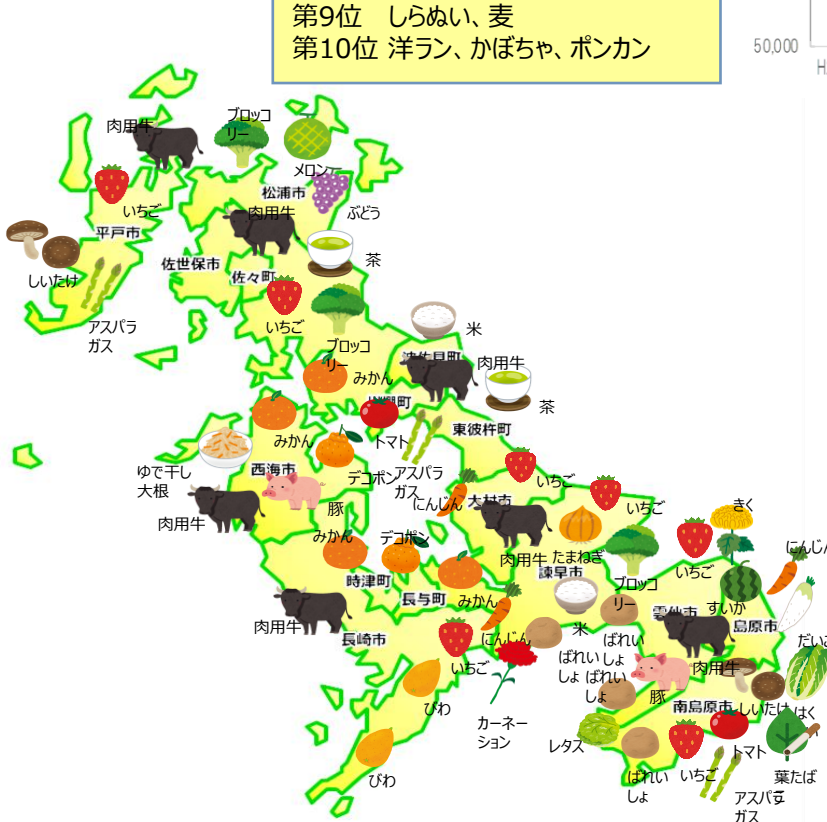 第9位 しらぬい、麦
第10位 洋ラン、かぼちゃ、ポンカン
50,000
肉用牛
ブロッコ
リー
メロン
松浦市
いちご
ぶどう
肉用牛
平戸市
茶
佐世保市
佐々町
しいたけ
アスパラ
ガス
いちご
米
ブロッコ
リー
波佐見町
肉用牛
みかん
茶
みかん
トマト
東彼杵町
ゆで干し
大根
西海市
デコポン
アスパラ
ガス
いちご
豚
にんじん
大村市
いちご
きく
肉用牛
みかん
デコポン
肉用牛
たまねぎ
いちご
にんじん
時津町
諫早市
ブロッコ
リー
長与町
みかん
雲仙市
すいか
島原市
肉用牛
長崎市
にんじん
米
ばれい
しょ
ばれい
しょ
いちご
ばれい
しょ
肉用牛
豚
びわ
カーネー
ション
南島原市
しいたけ
レタス
トマト
びわ
ばれい
しょ
いちご
アスパラ
ガス
葉たば
こ